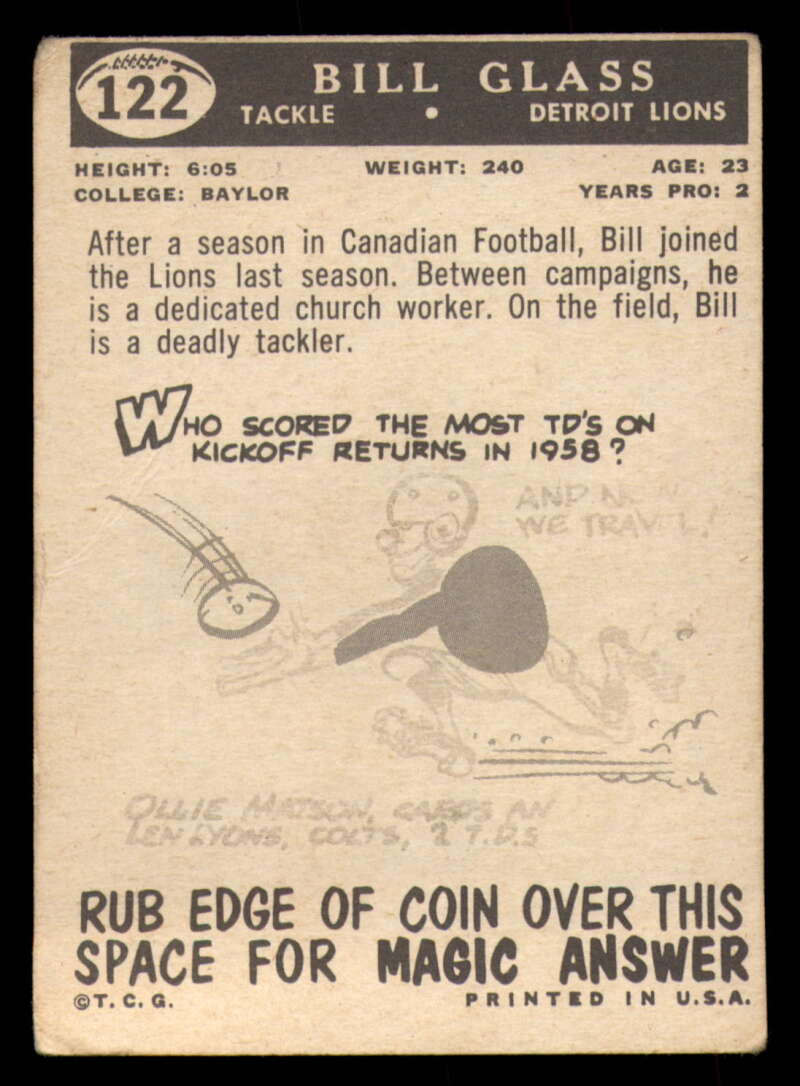 122
BILL GLASS
TACKLE • DETROIT LIONS
HEIGHT: 6:05 WEIGHT: 240 AGE: 23
COLLEGE: BAYLOR YEARS PRO: 2
After a season in Canadian Football, Bill joined
the Lions last season. Between campaigns, he
is a dedicated church worker. On the field, Bill
is a deadly tackler.
WHO SCORED THE MOST TD'S ON
KICKOFF RETURNS IN 1958?
AND
WE TRAVEL!
OLLIE MATSON, CARDS AN
LEN LYONS, COLTS, 2 T.D.S
RUB EDGE OF COIN OVER THIS
SPACE FOR MAGIC ANSWER
©T.C.G. PRINTED IN U.S.A.